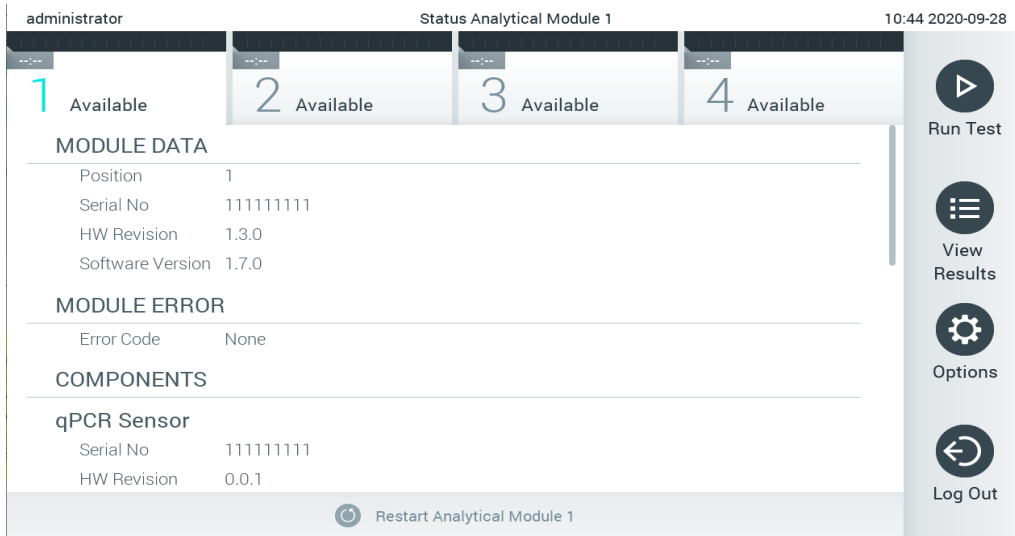 administrator Status Analytical Module 1 10:44 2020-09-28
--:-- --:-- --:-- --:--
1 Available 2 Available 3 Available 4 Available
MODULE DATA
Position 1
Serial No 111111111
HW Revision 1.3.0
Software Version 1.7.0
MODULE ERROR
Error Code None
COMPONENTS
qPCR Sensor
Serial No 111111111
HW Revision 0.0.1
Restart Analytical Module 1
Run Test
View
Results
Options
Log Out